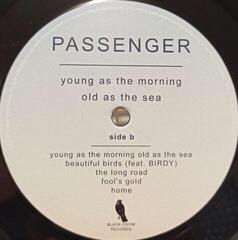 PASSENGER
young as the morning
old as the sea
side b
young as the morning old as the sea
beautiful birds (feat. BIRDY)
the long road
fool's gold
home
BLACK CROW
RECORDS